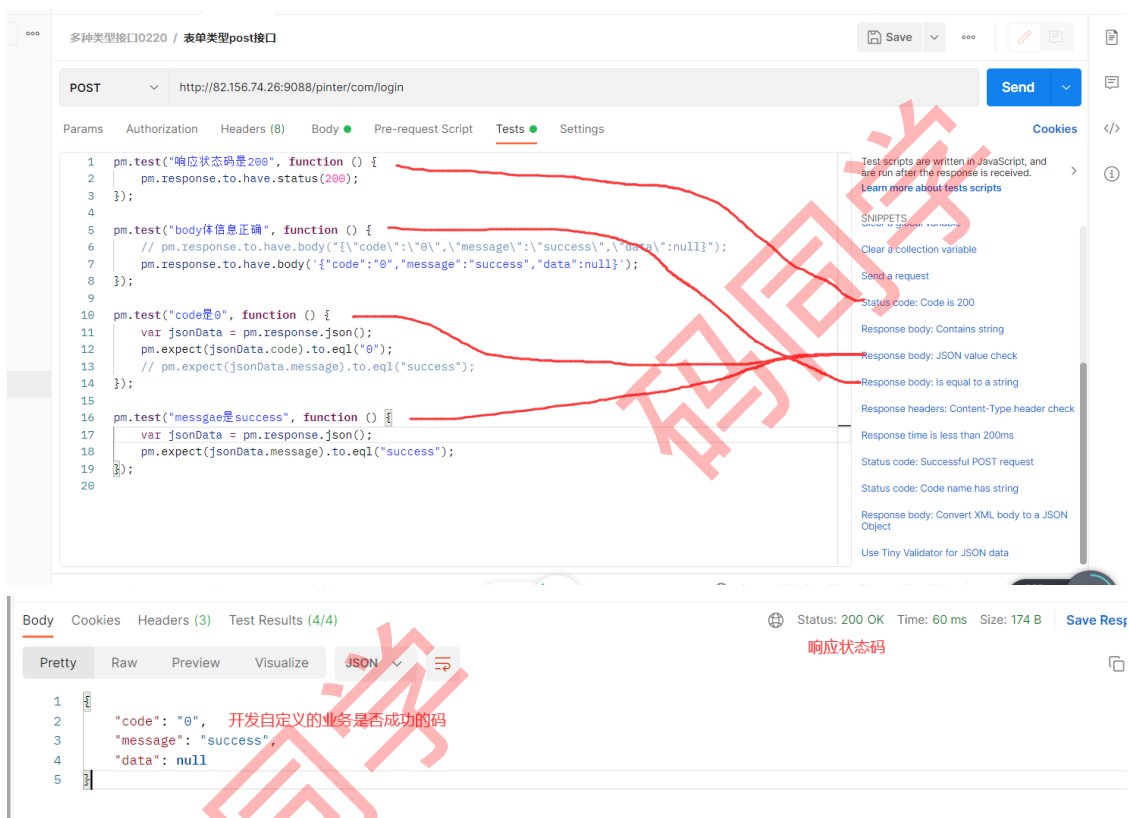 多种类型接口0220 / 表单类型post接口
Save
POST
http://82.156.74.26:9088/pinter/com/login
Send
Params Authorization Headers (8) Body Pre-request Script Tests Settings
Cookies
1 pm.test("响应状态码是200", function () {
2 pm.response.to.have.status(200);
3 });
4
5 pm.test("body体信息正确", function () {
6 // pm.response.to.have.body("{\"code\":\"0\",\"message\":\"success\",\"data\":null}");
7 pm.response.to.have.body('{"code":"0","message":"success","data":null}');
8 });
9
10 pm.test("code是0", function () {
11 var jsonData = pm.response.json();
12 pm.expect(jsonData.code).to.eql("0");
13 // pm.expect(jsonData.message).to.eql("success");
14 });
15
16 pm.test("messgae是success", function () {
17 var jsonData = pm.response.json();
18 pm.expect(jsonData.message).to.eql("success");
19 });
20
Test scripts are written in JavaScript, and
are run after the response is received.
Learn more about tests scripts
SNIPPETS
Clear a global variable
Clear a collection variable
Send a request
Status code: Code is 200
Response body: Contains string
Response body: JSON value check
Response body: Is equal to a string
Response headers: Content-Type header check
Response time is less than 200ms
Status code: Successful POST request
Status code: Code name has string
Response body: Convert XML body to a JSON
Object
Use Tiny Validator for JSON data
码同学
Body Cookies Headers (3) Test Results (4/4)
Status: 200 OK Time: 60 ms Size: 174 B Save Resp
响应状态码
Pretty Raw Preview Visualize JSON
1 {
2 "code": "0", 开发自定义的业务是否成功的码
3 "message": "success",
4 "data": null
5 }
同学